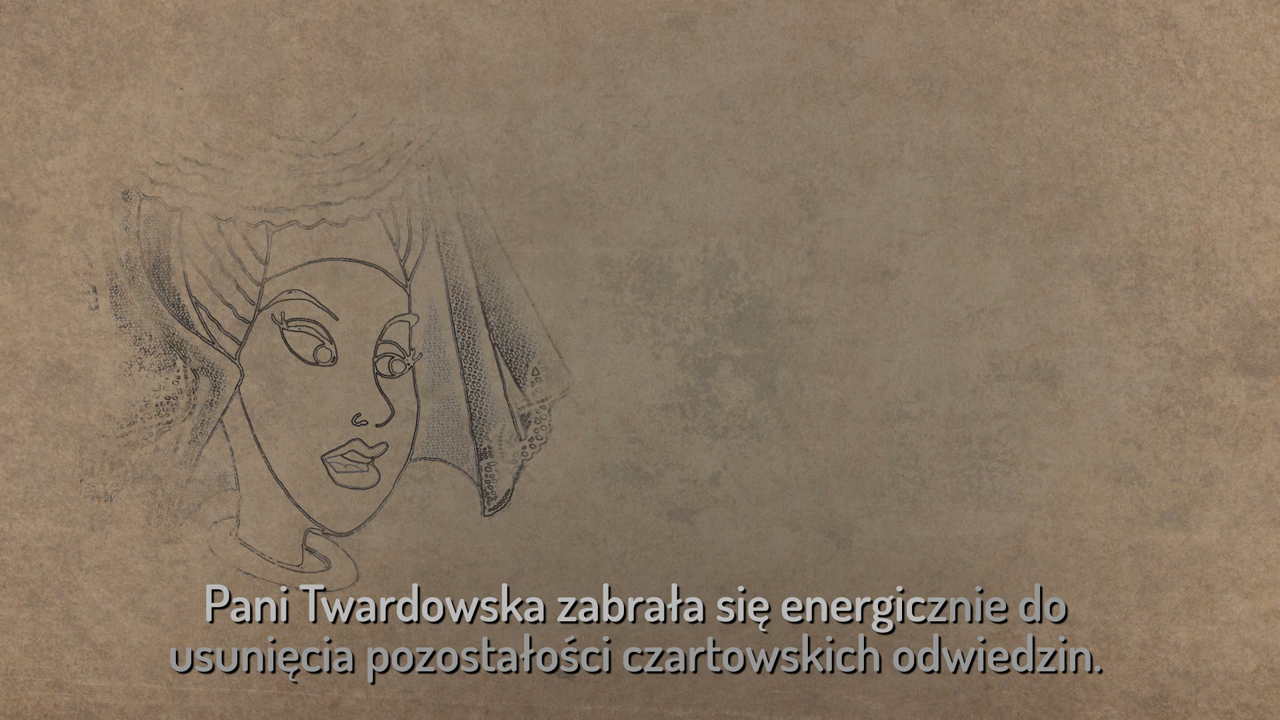 Pani Twardowska zabrała się energicznie do
usunięcia pozostałości czartowskich odwiedzin.